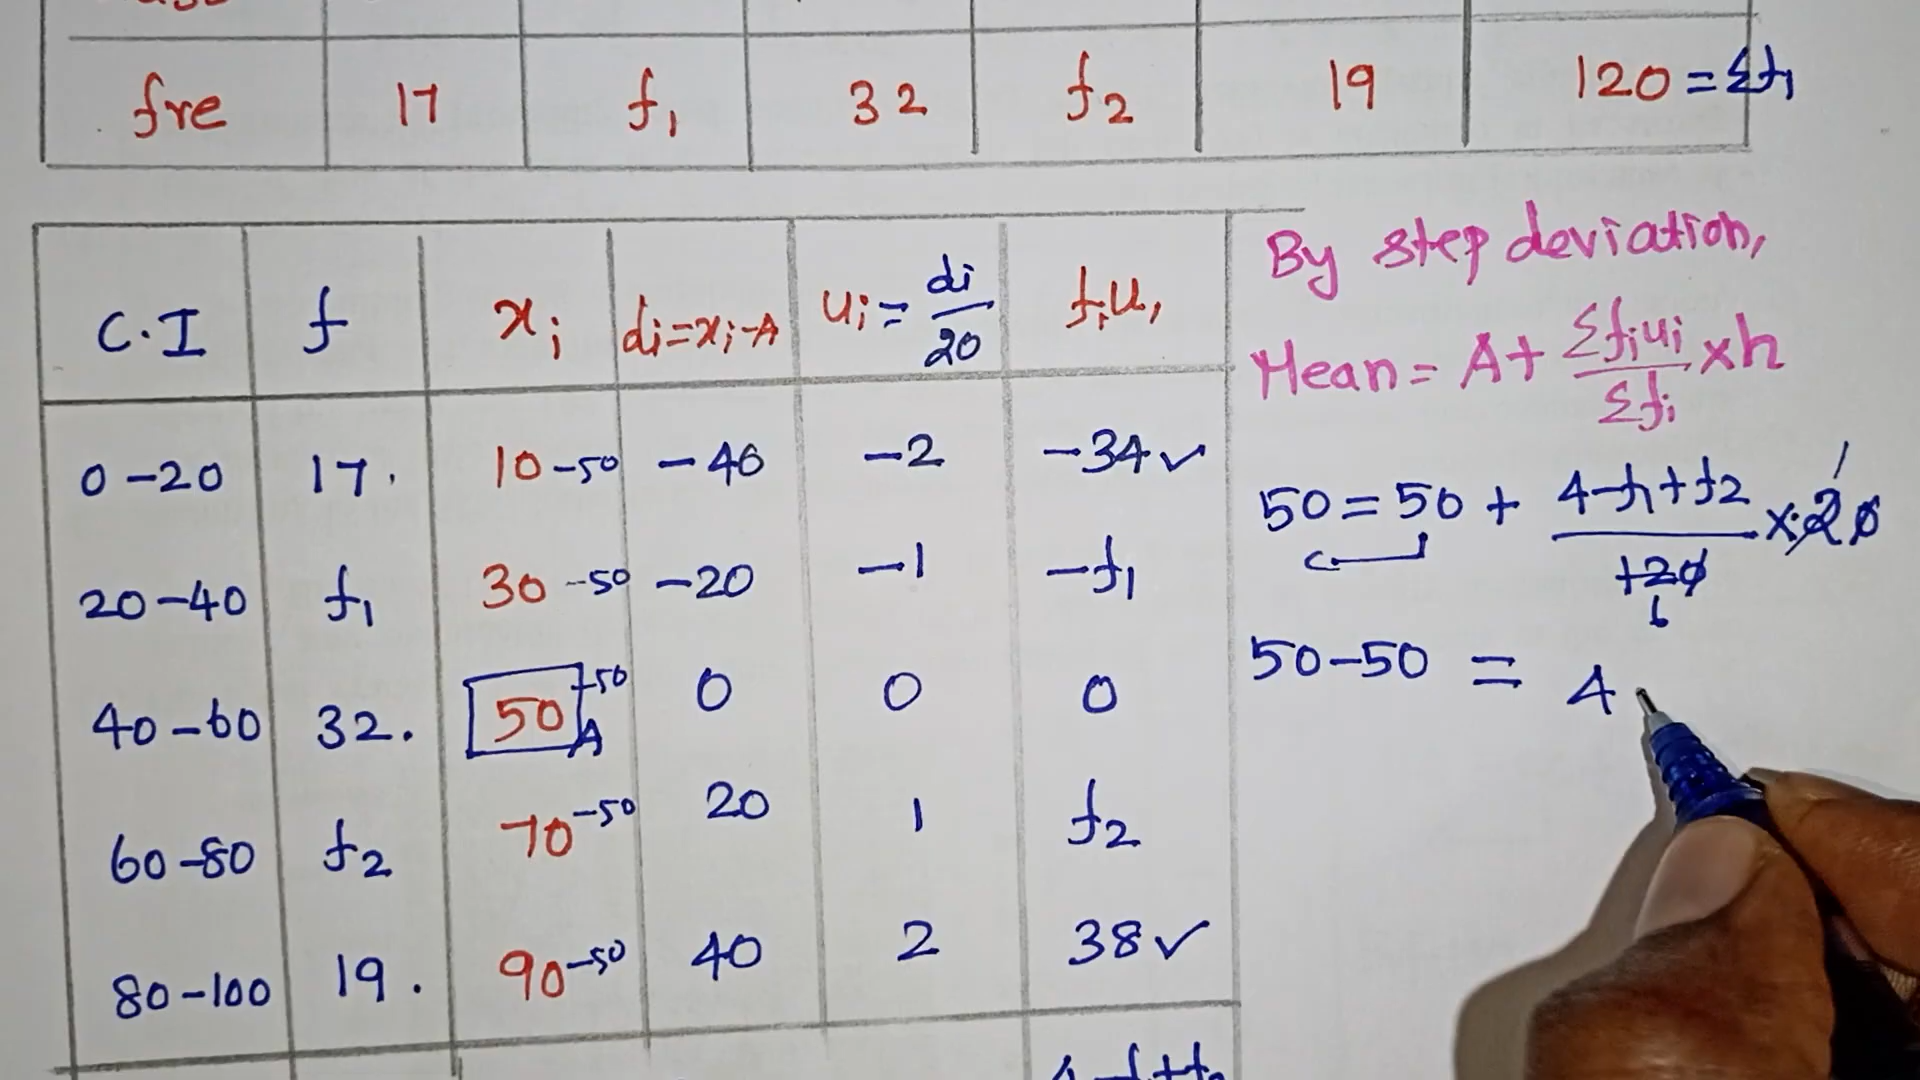 fre 17 f₁ 32 f₂ 19 120 = Σf₁
C.I f xᵢ dᵢ=xᵢ-A uᵢ = dᵢ/20 fᵢuᵢ
0-20 17. 10-50 -40 -2 -34✓
20-40 f₁ 30-50 -20 -1 -f₁
40-60 32. 50-50 A 0 0 0
60-80 f₂ 70-50 20 1 f₂
80-100 19. 90-50 40 2 38✓
By step deviation,
Mean = A + Σfᵢuᵢ/Σfᵢ × h
50 = 50 + 4-f₁+f₂/120 × 20
1
6
50-50 = 4